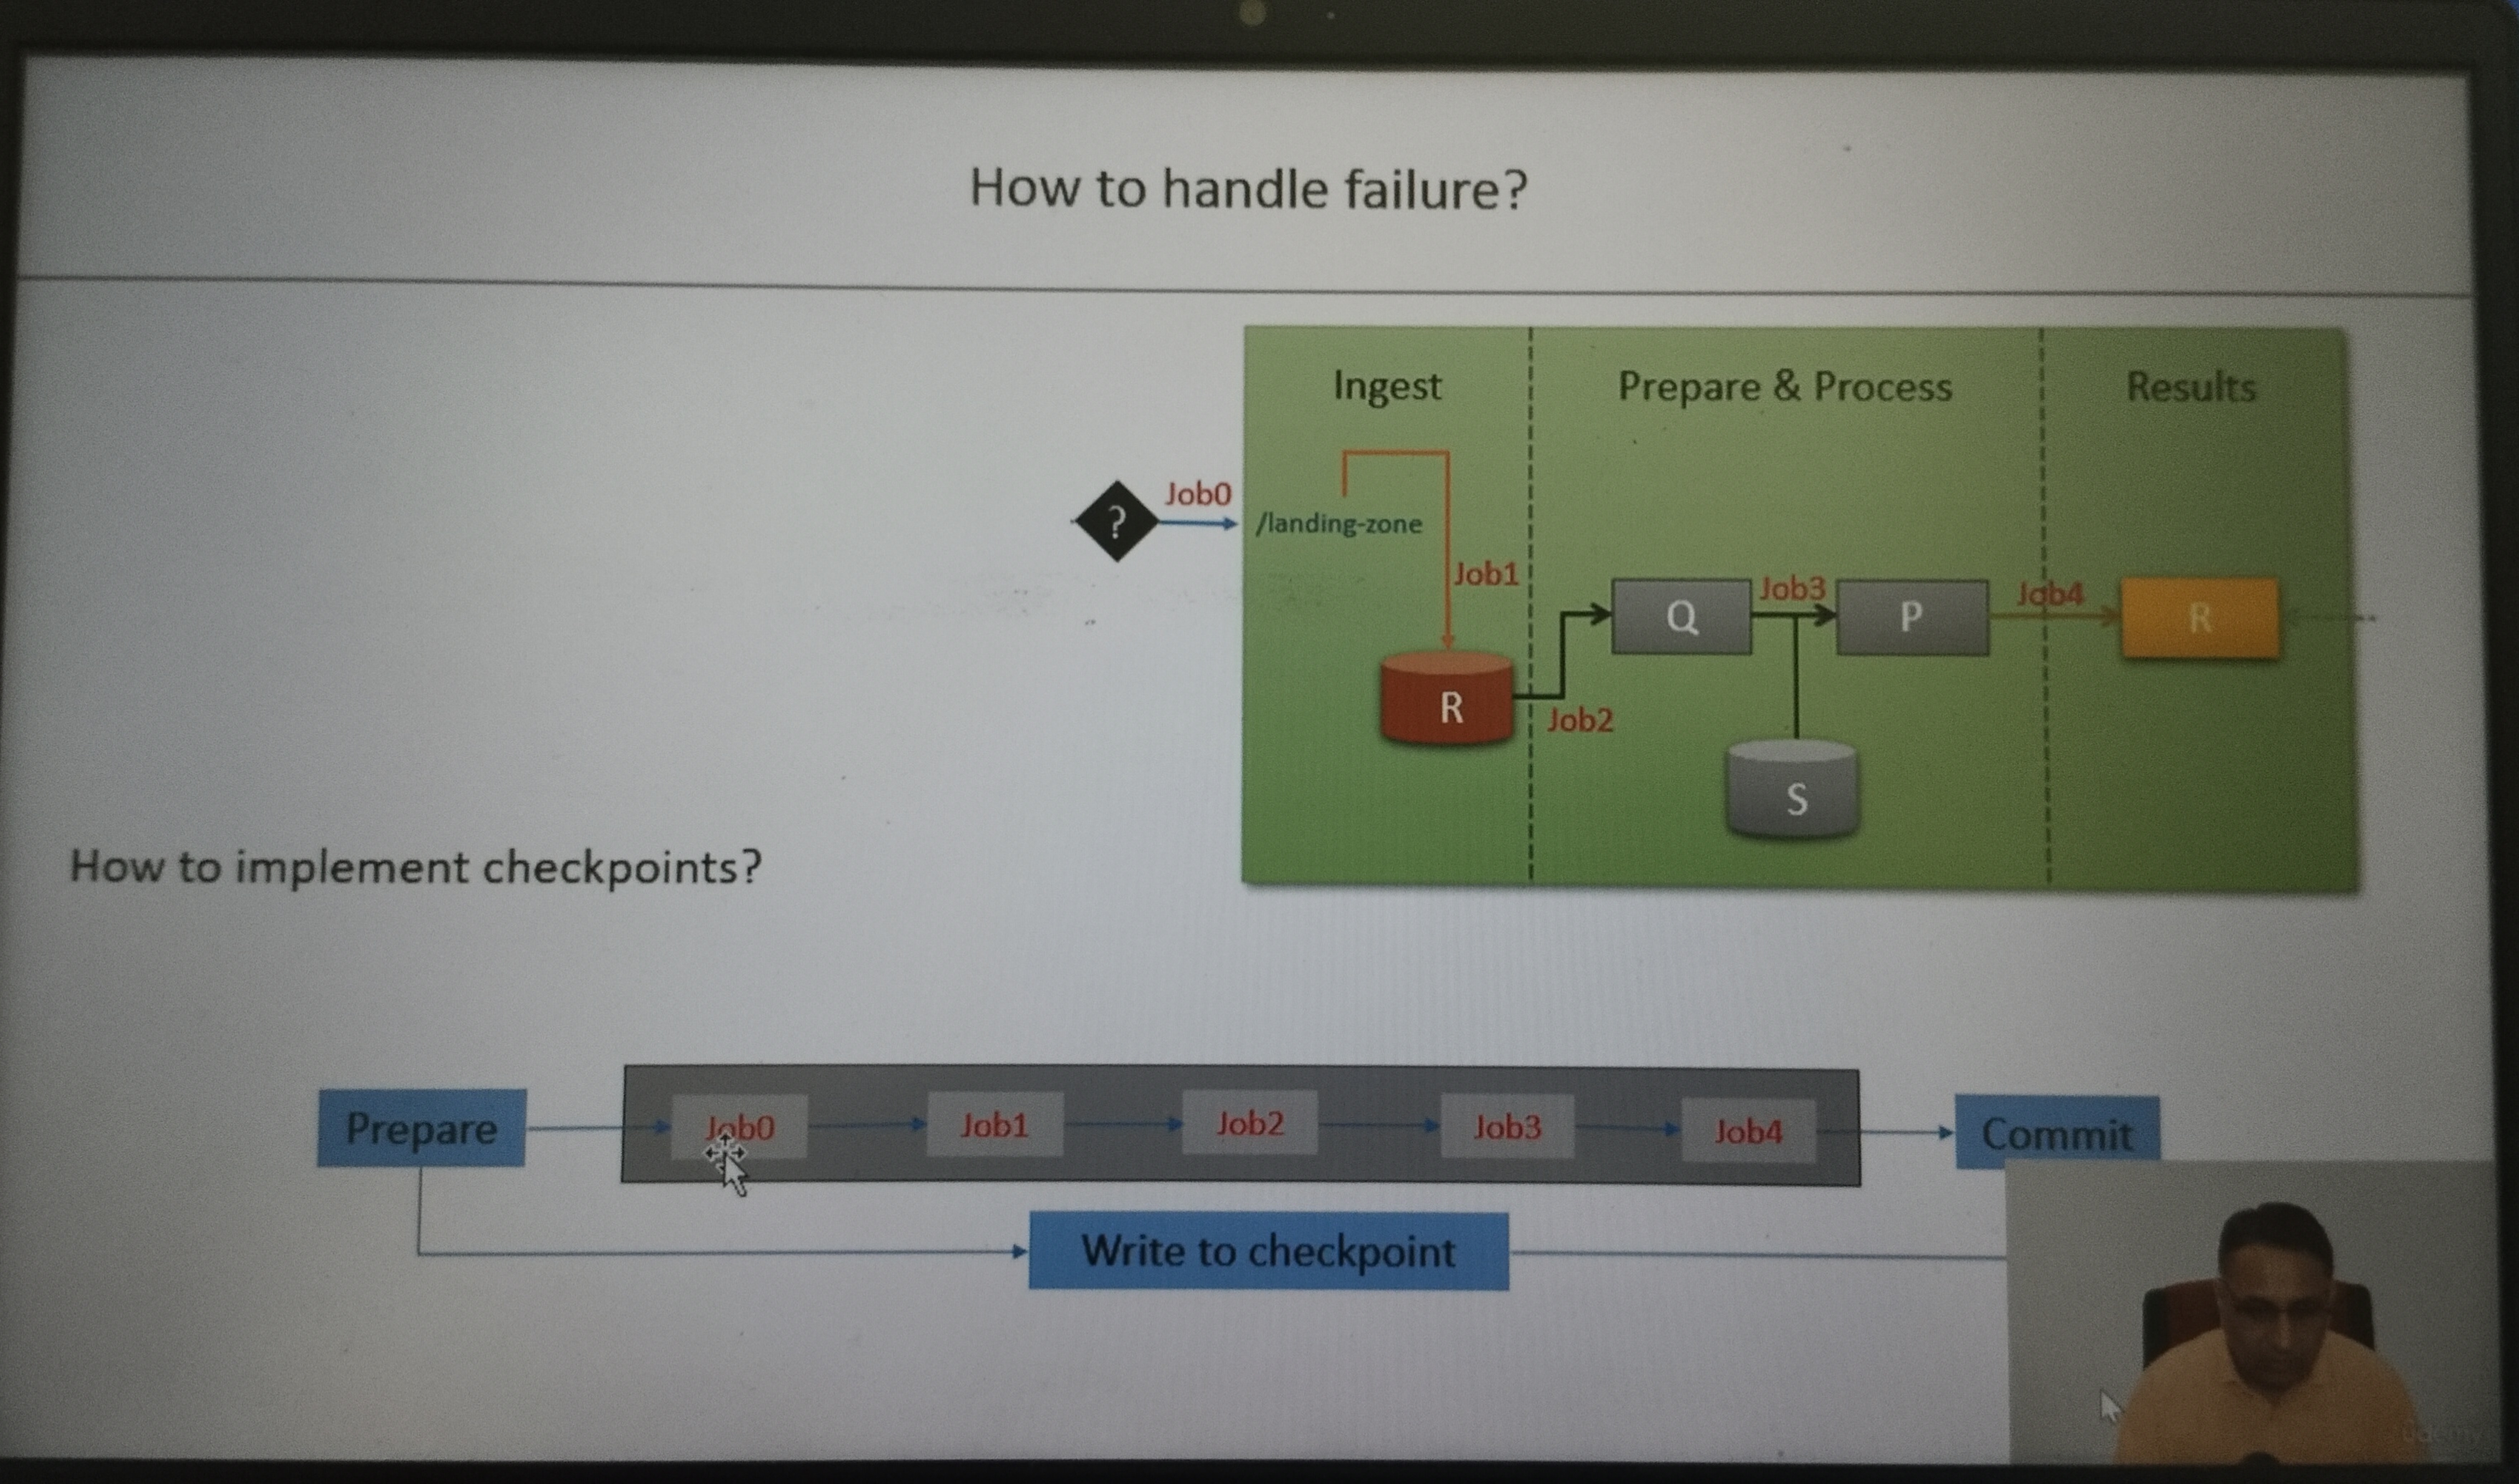 How to handle failure?
Ingest
Prepare & Process
Results
Job0
?
/landing-zone
Job1
Job3
Job4
Q
P
R
R
Job2
S
How to implement checkpoints?
Prepare
Job0
Job1
Job2
Job3
Job4
Commit
Write to checkpoint
udemy